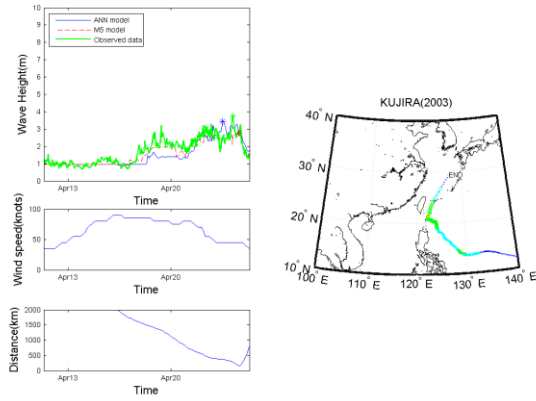 ANN model
M5 model
Observed data
Wave Height(m)
10
9
8
7
6
5
4
3
2
1
0
Apr13
Apr20
Time
Wind speed(knots)
100
50
0
Apr13
Apr20
Time
Distance(km)
2000
1500
1000
500
0
Apr13
Apr20
Time
KUJIRA(2003)
40° N
30° N
20° N
10° N
100° E
110° E
120° E
130° E
140° E
END